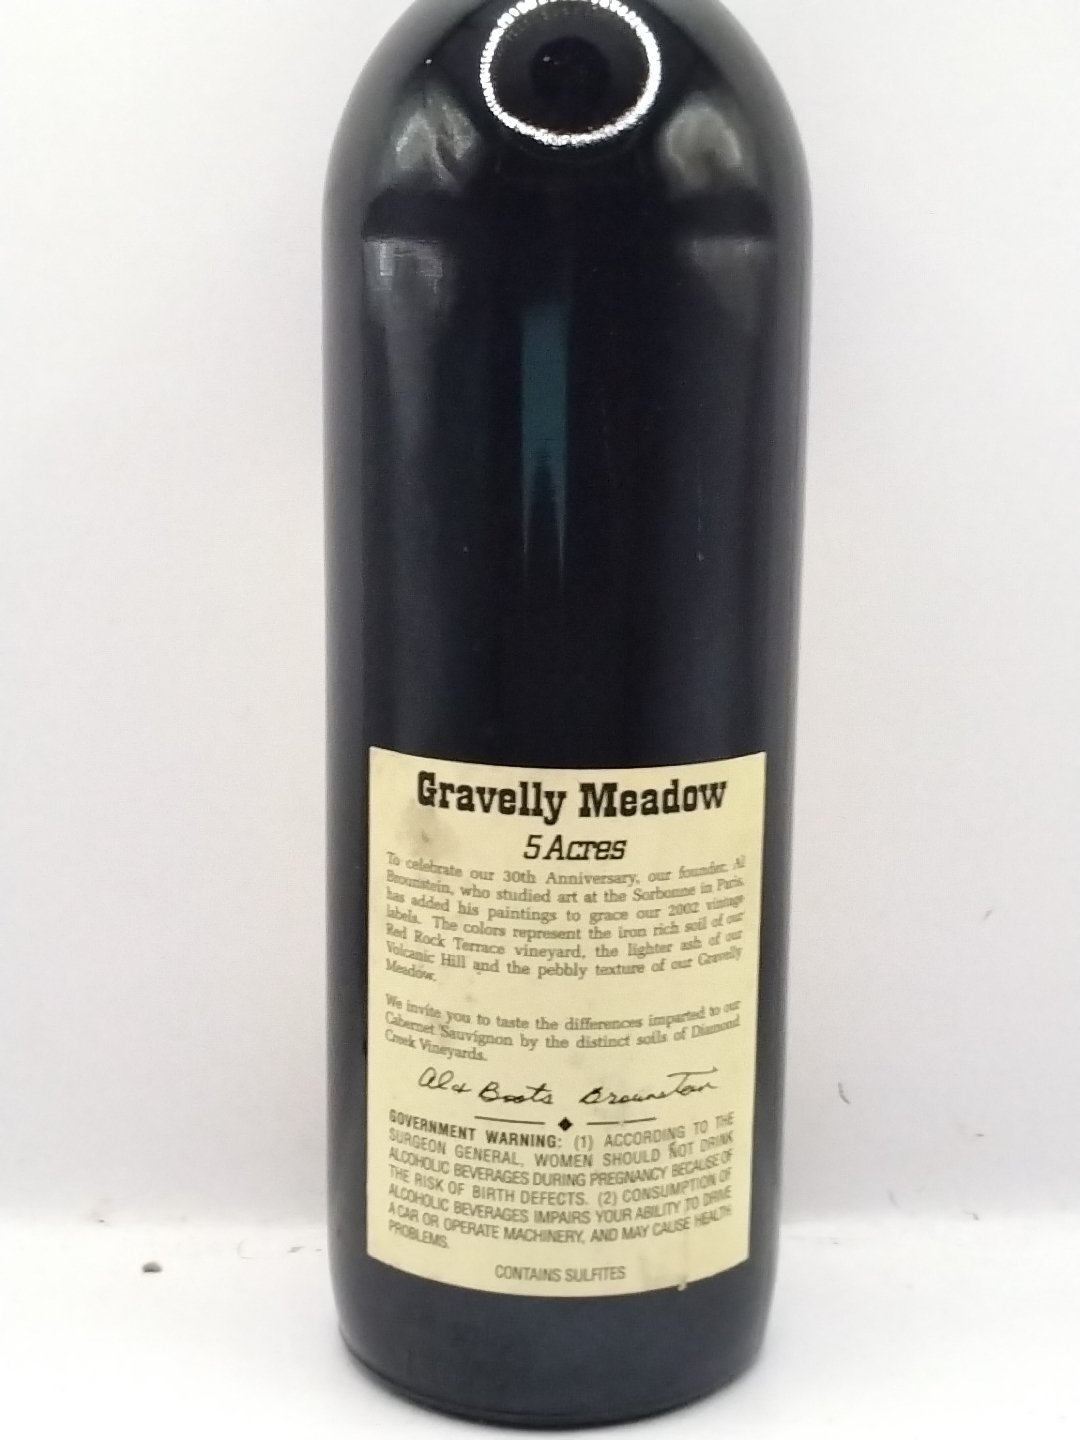 Gravelly Meadow
5 Acres
To celebrate our 30th Anniversary, our founder, Al
Brounstein, who studied art at the Sorbonne in Paris,
has added his paintings to grace our 2002 vintage
labels. The colors represent the iron rich soil of our
Red Rock Terrace vineyard, the lighter ash of our
Volcanic Hill and the pebbly texture of our Gravelly
Meadow.
We invite you to taste the differences imparted to our
Cabernet Sauvignon by the distinct soils of Diamond
Creek Vineyards.
Al & Boots Brounstein
GOVERNMENT WARNING: (1) ACCORDING TO THE
SURGEON GENERAL, WOMEN SHOULD NOT DRINK
ALCOHOLIC BEVERAGES DURING PREGNANCY BECAUSE OF
THE RISK OF BIRTH DEFECTS. (2) CONSUMPTION OF
ALCOHOLIC BEVERAGES IMPAIRS YOUR ABILITY TO DRIVE
A CAR OR OPERATE MACHINERY, AND MAY CAUSE HEALTH
PROBLEMS.
CONTAINS SULFITES